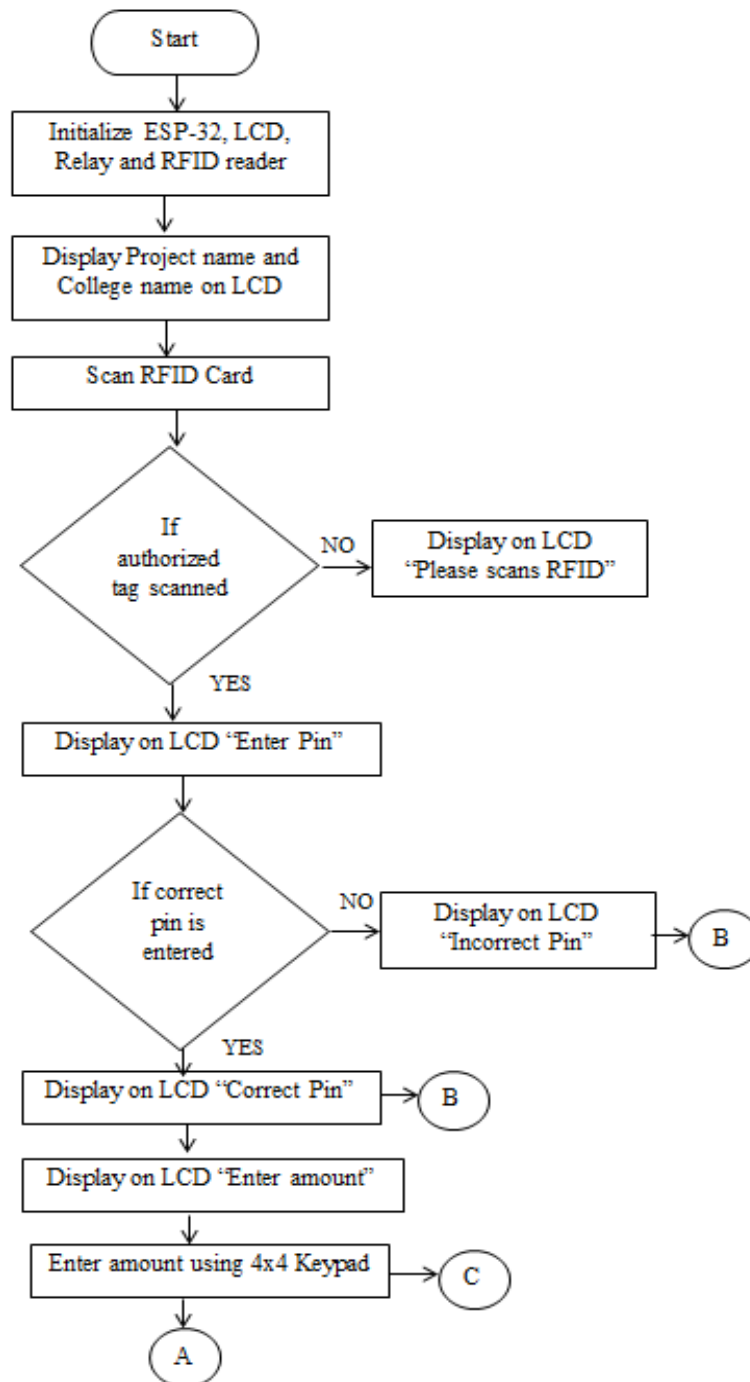 Start
Initialize ESP-32, LCD,
Relay and RFID reader
Display Project name and
College name on LCD
Scan RFID Card
If
authorized
tag scanned
NO
Display on LCD
“Please scans RFID”
YES
Display on LCD “Enter Pin”
If correct
pin is
entered
NO
Display on LCD
“Incorrect Pin”
B
YES
Display on LCD “Correct Pin”
B
Display on LCD “Enter amount”
Enter amount using 4x4 Keypad
C
A